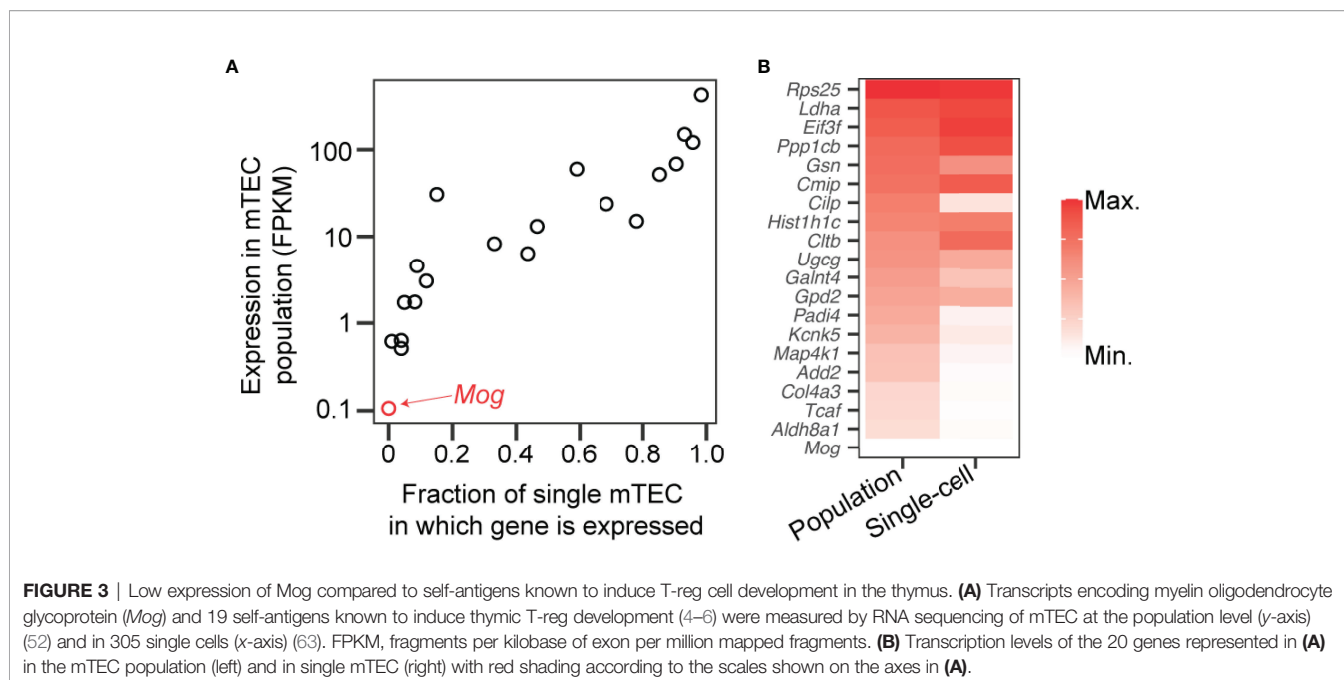 A
Expression in mTEC
population (FPKM)
100
10
1
0.1
Mog
0 0.2 0.4 0.6 0.8 1.0
Fraction of single mTEC
in which gene is expressed
B
Rps25
Ldha
Eif3f
Ppp1cb
Gsn
Cmip
Cilp
Hist1h1c
Cltb
Ugcg
Galnt4
Gpd2
Padi4
Kcnk5
Map4k1
Add2
Col4a3
Tcaf
Aldh8a1
Mog
Population
Single-cell
Max.
Min.
FIGURE 3 | Low expression of Mog compared to self-antigens known to induce T-reg cell development in the thymus. (A) Transcripts encoding myelin oligodendrocyte
glycoprotein (Mog) and 19 self-antigens known to induce thymic T-reg development (4–6) were measured by RNA sequencing of mTEC at the population level (y-axis)
(52) and in 305 single cells (x-axis) (63). FPKM, fragments per kilobase of exon per million mapped fragments. (B) Transcription levels of the 20 genes represented in (A)
in the mTEC population (left) and in single mTEC (right) with red shading according to the scales shown on the axes in (A).